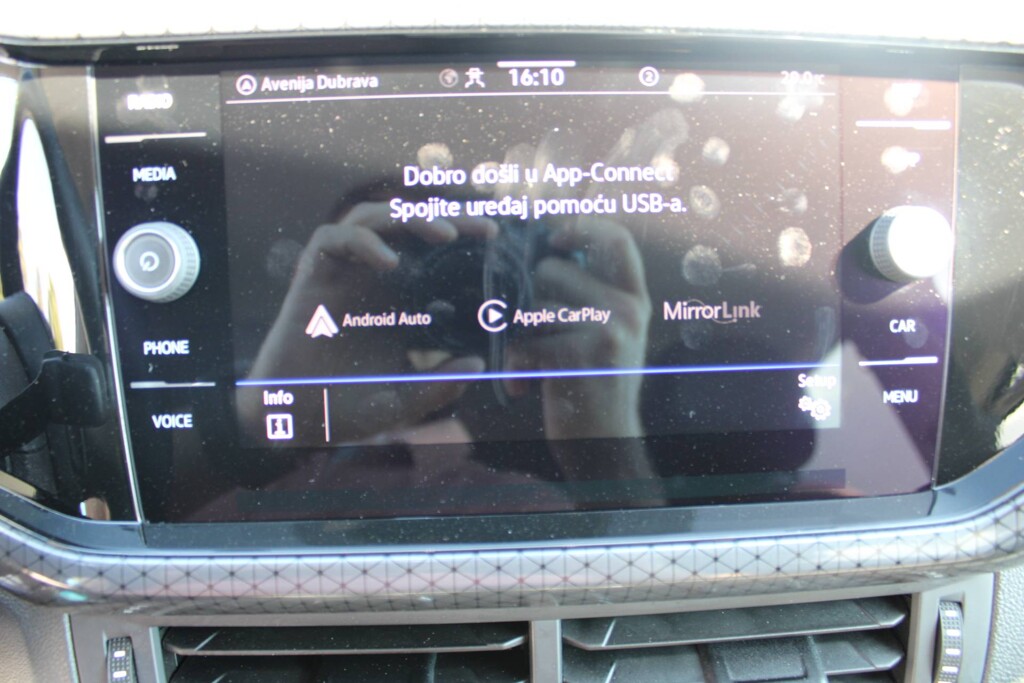 RADIO
Avenija Dubrava
16:10
2
MEDIA
Dobro došli u App-Connect
Spojite uređaj pomoću USB-a.
Android Auto
Apple CarPlay
MirrorLink
PHONE
CAR
Info
Setup
VOICE
MENU